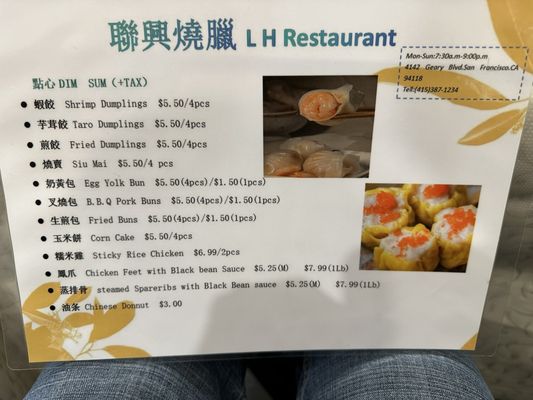 聯興燒臘 L H Restaurant
Mon-Sun:7:30a.m-9:00p.m
4142 Geary Blvd.San Francisco.CA
94118
Tel:(415)387-1234
點心 DIM SUM (+TAX)
● 蝦餃 Shrimp Dumplings $5.50/4pcs
● 芋茸餃 Taro Dumplings $5.50/4pcs
● 煎餃 Fried Dumplings $5.50/4pcs
● 燒賣 Siu Mai $5.50/4 pcs
● 奶黃包 Egg Yolk Bun $5.50(4pcs)/$1.50(1pcs)
● 叉燒包 B.B.Q Pork Buns $5.50(4pcs)/$1.50(1pcs)
● 生煎包 Fried Buns $5.50(4pcs)/$1.50(1pcs)
● 玉米餅 Corn Cake $5.50/4pcs
● 糯米雞 Sticky Rice Chicken $6.99/2pcs
● 鳳爪 Chicken Feet with Black bean Sauce $5.25(M) $7.99(1Lb)
● 蒸排骨 steamed Spareribs with Black Bean sauce $5.25(M) $7.99(1Lb)
● 油条 Chinese Donnut $3.00